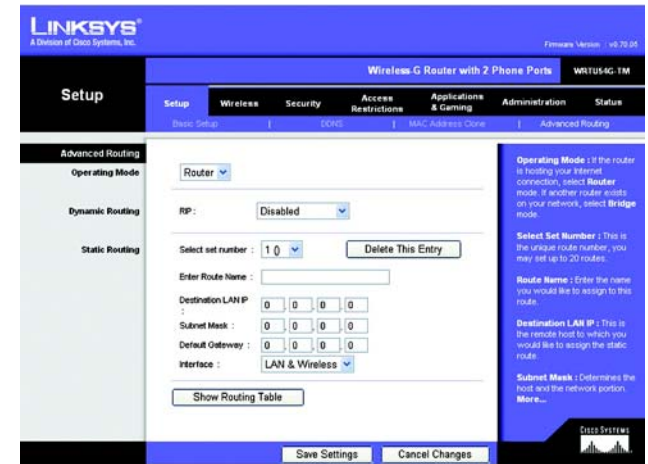 LINKSYS®
A Division of Cisco Systems, Inc.
Firmware Version : v0.70.05
Wireless-G Router with 2 Phone Ports WRTU54G-TM
Setup
Setup Wireless Security Access Restrictions Applications & Gaming Administration Status
Basic Setup | DDNS | MAC Address Clone | Advanced Routing
Advanced Routing
Operating Mode
Router
Dynamic Routing
RIP : Disabled
Static Routing
Select set number : 1 () Delete This Entry
Enter Route Name :
Destination LAN IP
: 0 . 0 . 0 . 0
Subnet Mask : 0 . 0 . 0 . 0
Default Gateway : 0 . 0 . 0 . 0
Interface : LAN & Wireless
Show Routing Table
Operating Mode : If the router
is hosting your Internet
connection, select Router
mode. If another router exists
on your network, select Bridge
mode.
Select Set Number : This is
the unique route number, you
may set up to 20 routes.
Route Name : Enter the name
you would like to assign to this
route.
Destination LAN IP : This is
the remote host to which you
would like to assign the static
route.
Subnet Mask : Determines the
host and the network portion.
More...
Save Settings Cancel Changes
CISCO SYSTEMS